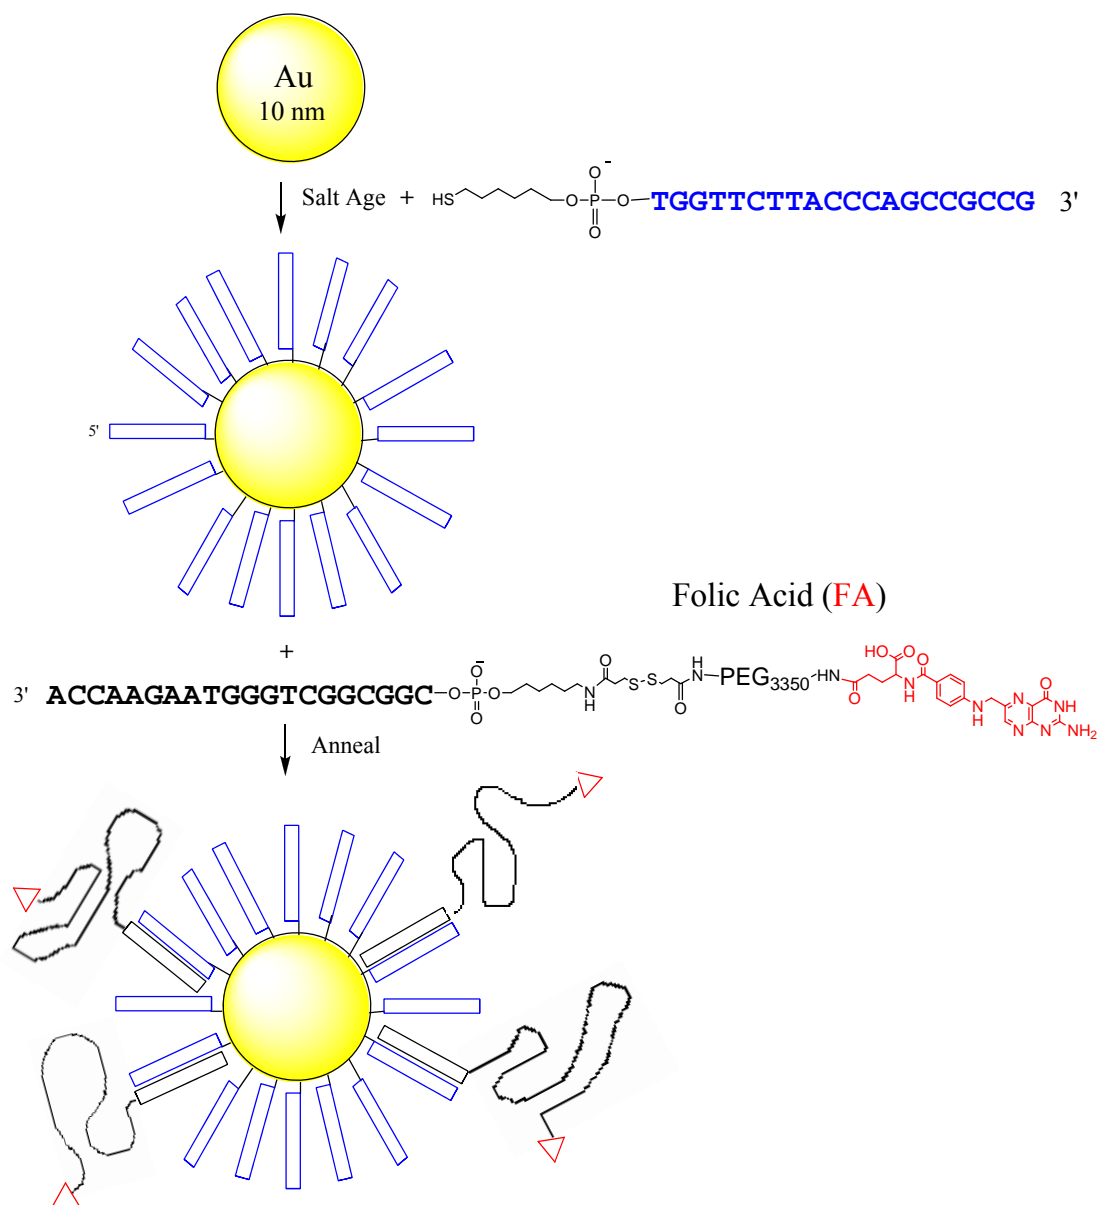 Au
10 nm
Salt Age +
HS O P O O⁻ O TGGTTCTTACCCAGCCGCCG 3'
5'
Folic Acid (FA)
+
3' ACCAAGAATGGGTCGGCGGC O P O O⁻ O N H O S S O H N PEG3350 HN O HO O N H O N H N N N N O NH NH2
Anneal